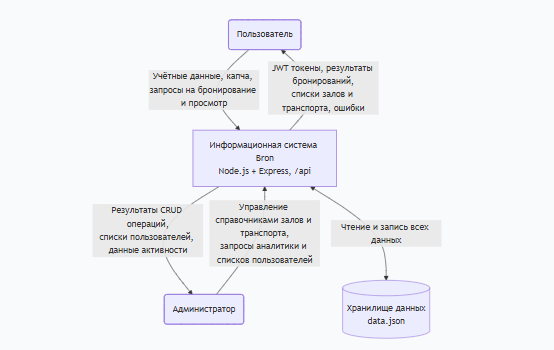 Пользователь
Учётные данные, капча,
запросы на бронирование
и просмотр
JWT токены, результаты
бронирований,
списки залов и
транспорта, ошибки
Информационная система
Bron
Node.js + Express, /api
Результаты CRUD
операций,
списки пользователей,
данные активности
Управление
справочниками залов и
транспорта,
запросы аналитики и
списков пользователей
Чтение и запись всех
данных
Администратор
Хранилище данных
data.json